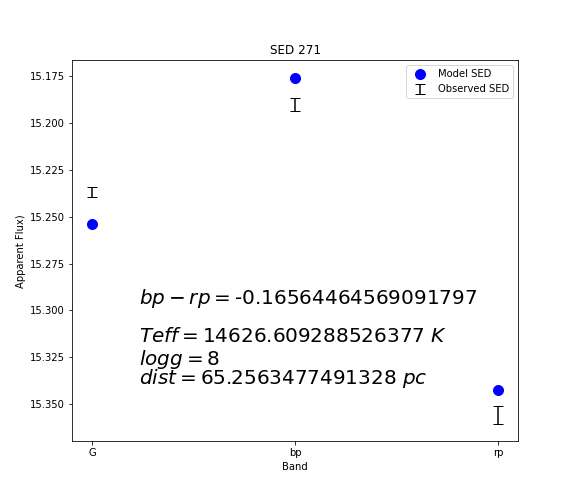 SED 271
Model SED
Observed SED
15.175
15.200
15.225
15.250
15.275
15.300
15.325
15.350
Apparent Flux)
bp − rp = -0.16564464569091797
Teff = 14626.609288526377 K
logg = 8
dist = 65.2563477491328 pc
G bp rp
Band